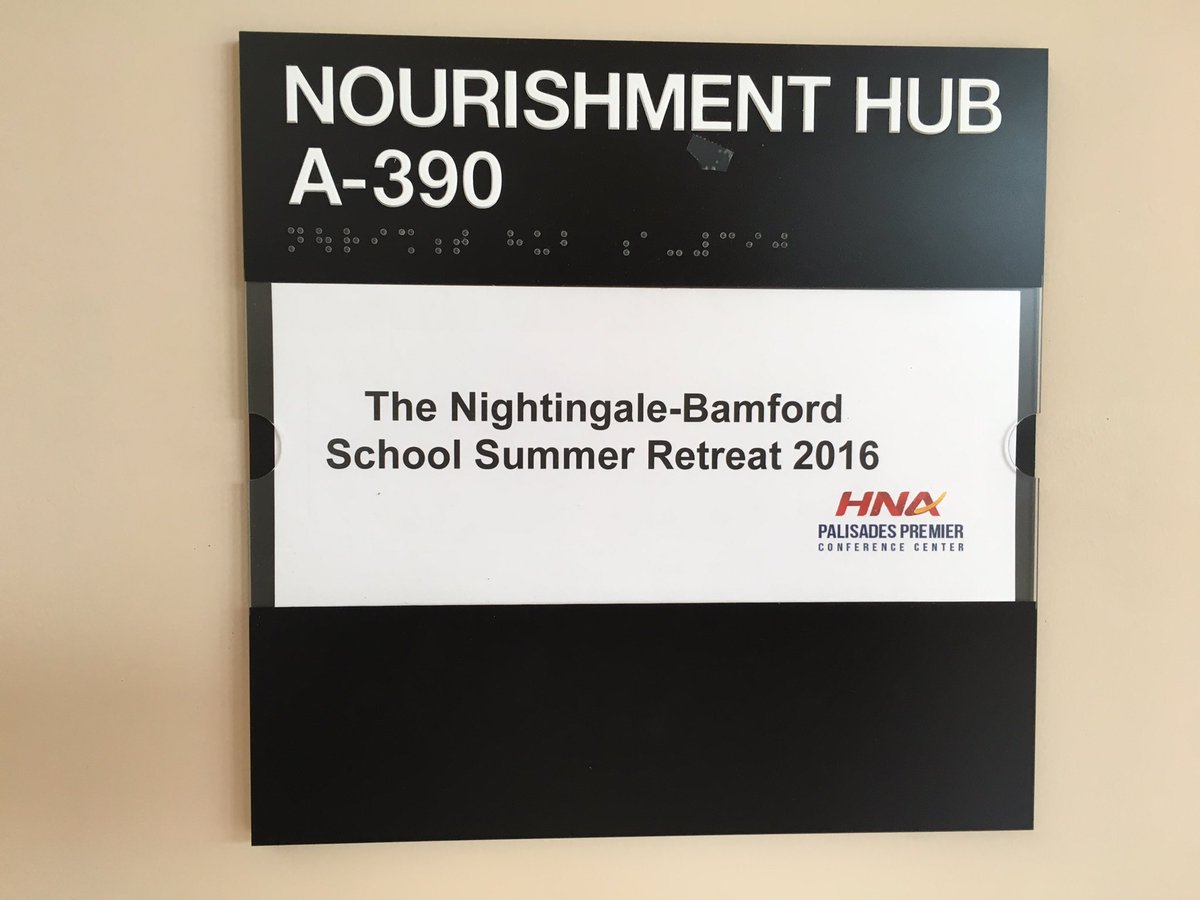 NOURISHMENT HUB
A-390
The Nightingale-Bamford
School Summer Retreat 2016
HNA
PALISADES PREMIER
CONFERENCE CENTER